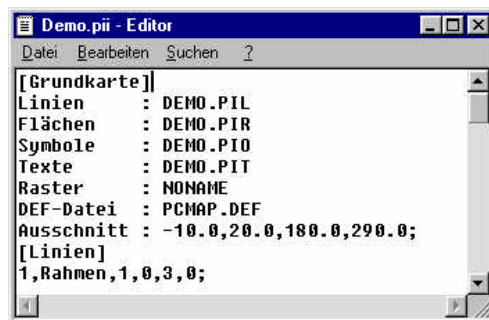 Demo.pii - Editor
Datei Bearbeiten Suchen ?
[Grundkarte]
Linien : DEMO.PIL
Flächen : DEMO.PIR
Symbole : DEMO.PIO
Texte : DEMO.PIT
Raster : NONAME
DEF-Datei : PCMAP.DEF
Ausschnitt : -10.0,20.0,180.0,290.0;
[Linien]
1,Rahmen,1,0,3,0;